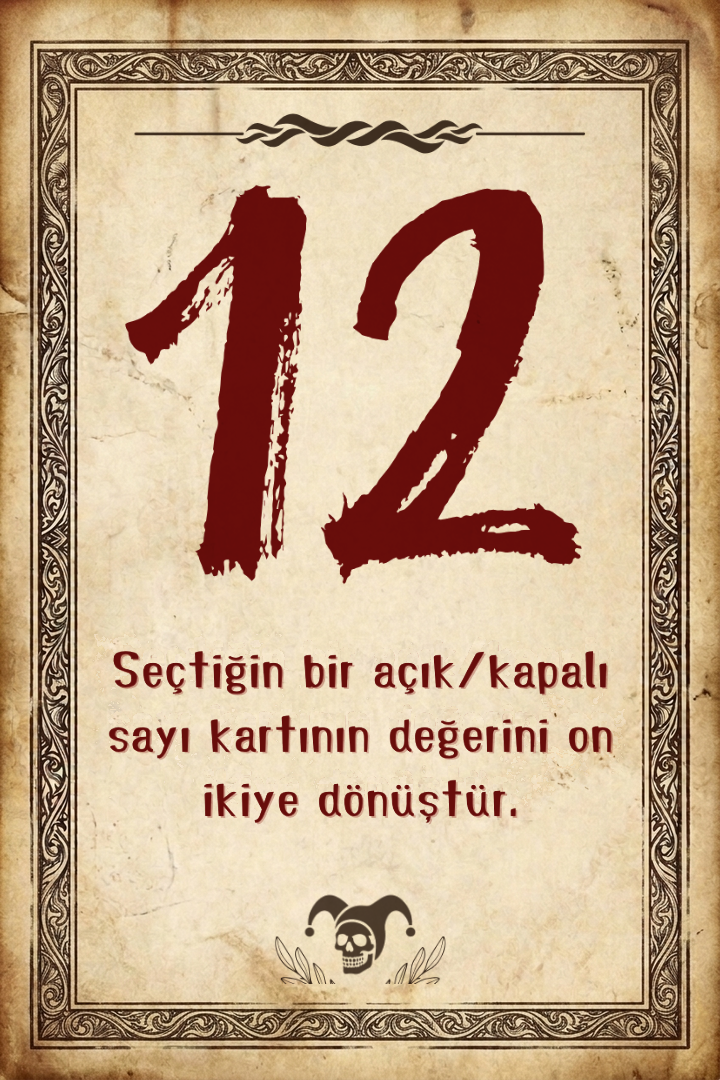 12
Seçtiğin bir açık/kapalı
sayı kartının değerini on
ikiye dönüştür.